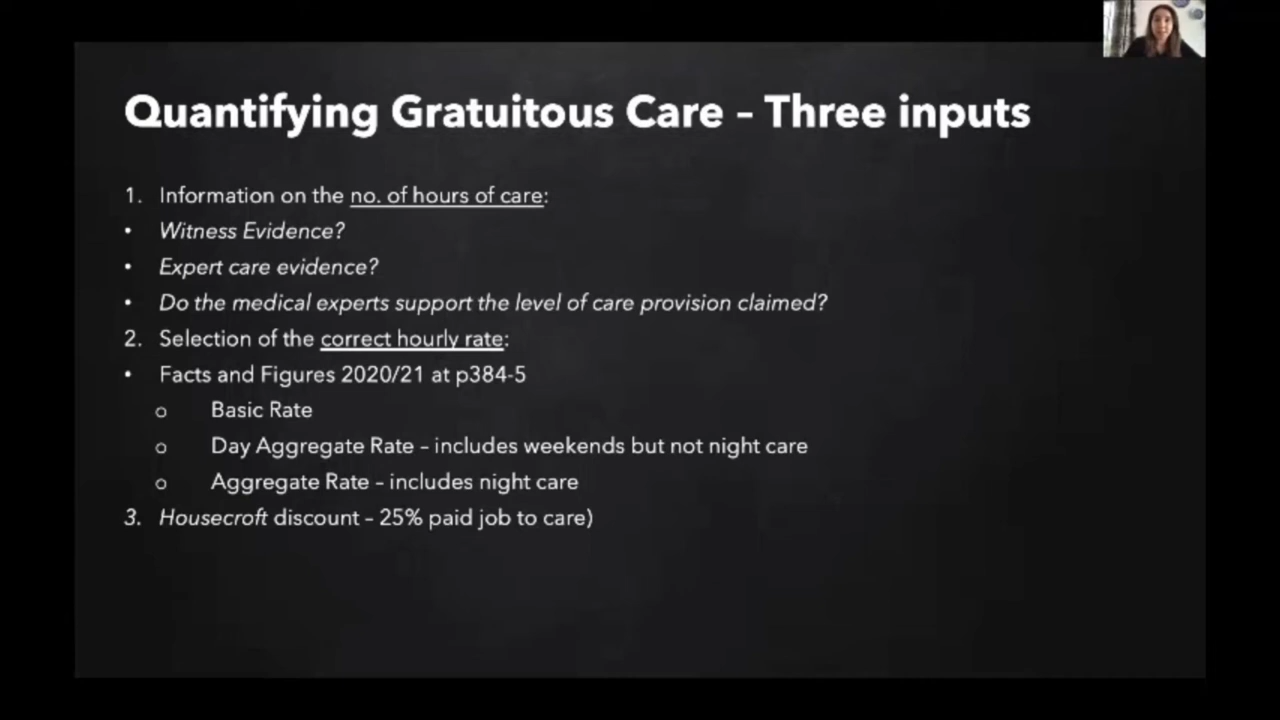 Quantifying Gratuitous Care – Three inputs
1. Information on the no. of hours of care:
• Witness Evidence?
• Expert care evidence?
• Do the medical experts support the level of care provision claimed?
2. Selection of the correct hourly rate:
• Facts and Figures 2020/21 at p384-5
o Basic Rate
o Day Aggregate Rate – includes weekends but not night care
o Aggregate Rate – includes night care
3. Housecroft discount – 25% paid job to care)